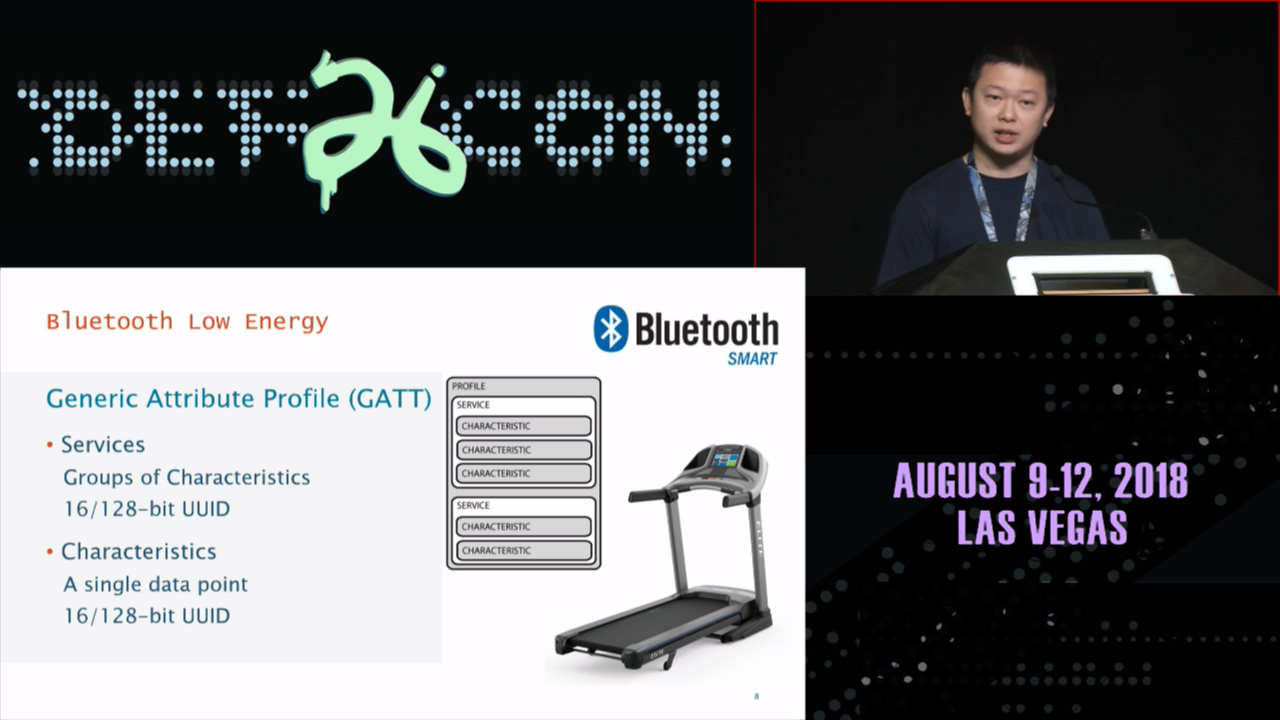 DEF 26 CON
Bluetooth Low Energy
Bluetooth
SMART
Generic Attribute Profile (GATT)
• Services
Groups of Characteristics
16/128-bit UUID
• Characteristics
A single data point
16/128-bit UUID
PROFILE
SERVICE
CHARACTERISTIC
CHARACTERISTIC
CHARACTERISTIC
SERVICE
CHARACTERISTIC
CHARACTERISTIC
8
AUGUST 9-12, 2018
LAS VEGAS